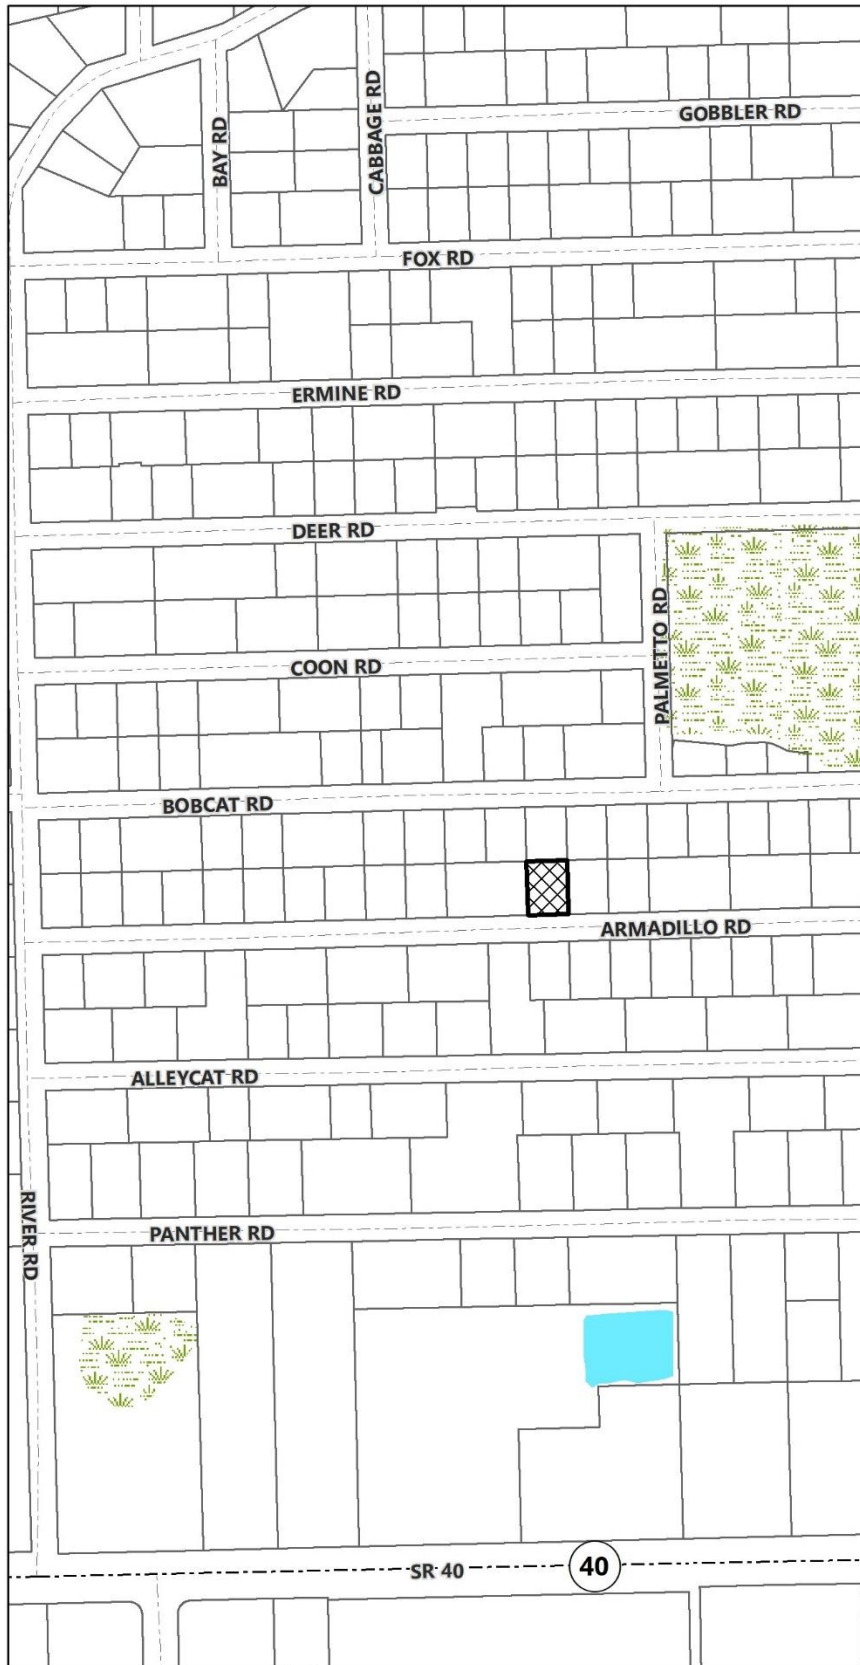 GOBBLER RD
BAY RD
CABBAGE RD
FOX RD
ERMINE RD
DEER RD
PALMETTO RD
COON RD
BOBCAT RD
ARMADILLO RD
ALLEYCAT RD
RIVER RD
PANTHER RD
SR 40
40